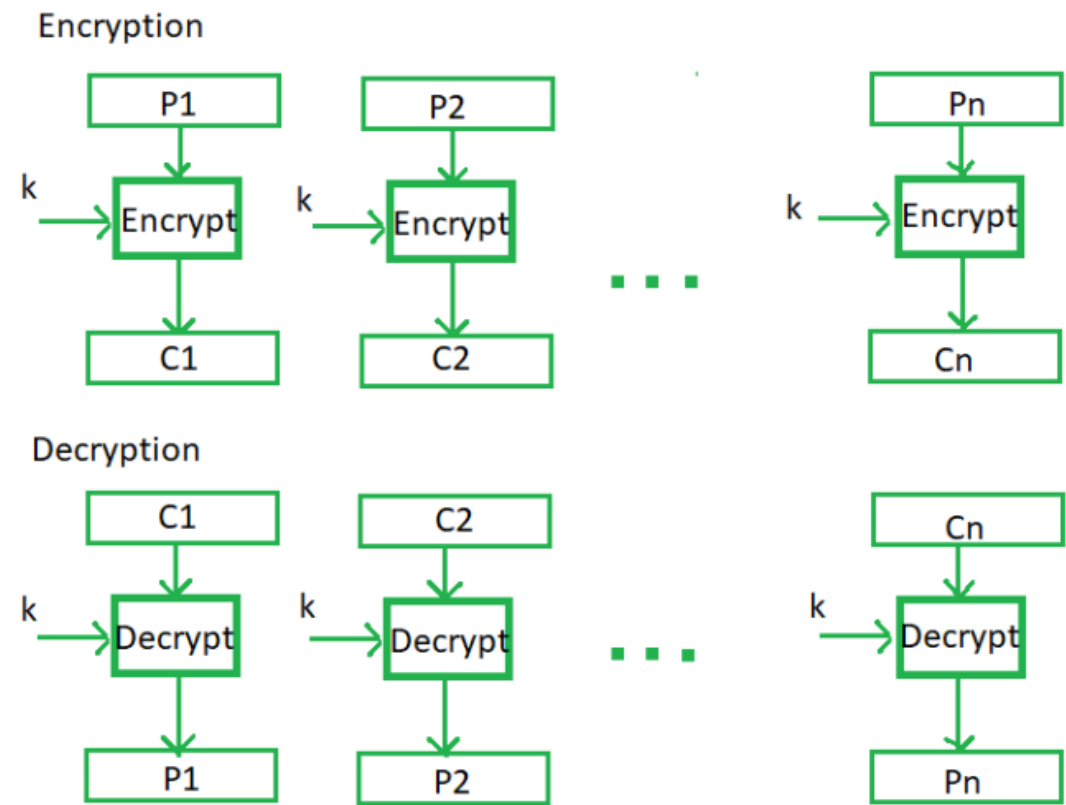 Encryption
P1 P2 Pn
k Encrypt k Encrypt k Encrypt
C1 C2 Cn
Decryption
C1 C2 Cn
k Decrypt k Decrypt k Decrypt
P1 P2 Pn